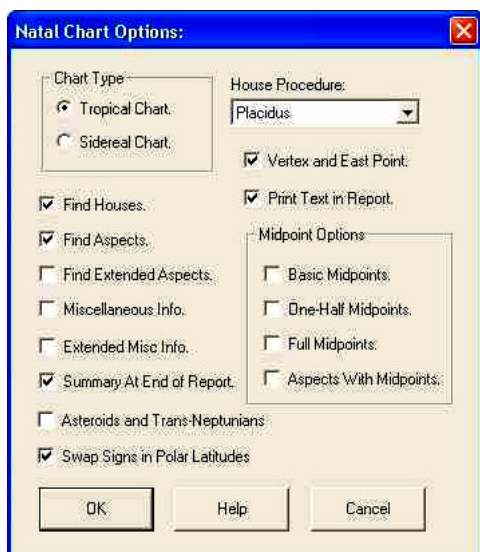 Natal Chart Options:
Chart Type
Tropical Chart.
Sidereal Chart.
House Procedure:
Placidus
Vertex and East Point.
Print Text in Report.
Find Houses.
Find Aspects.
Find Extended Aspects.
Miscellaneous Info.
Extended Misc Info.
Summary At End of Report.
Asteroids and Trans-Neptunians
Swap Signs in Polar Latitudes
Midpoint Options
Basic Midpoints.
One-Half Midpoints.
Full Midpoints.
Aspects With Midpoints.
OK
Help
Cancel